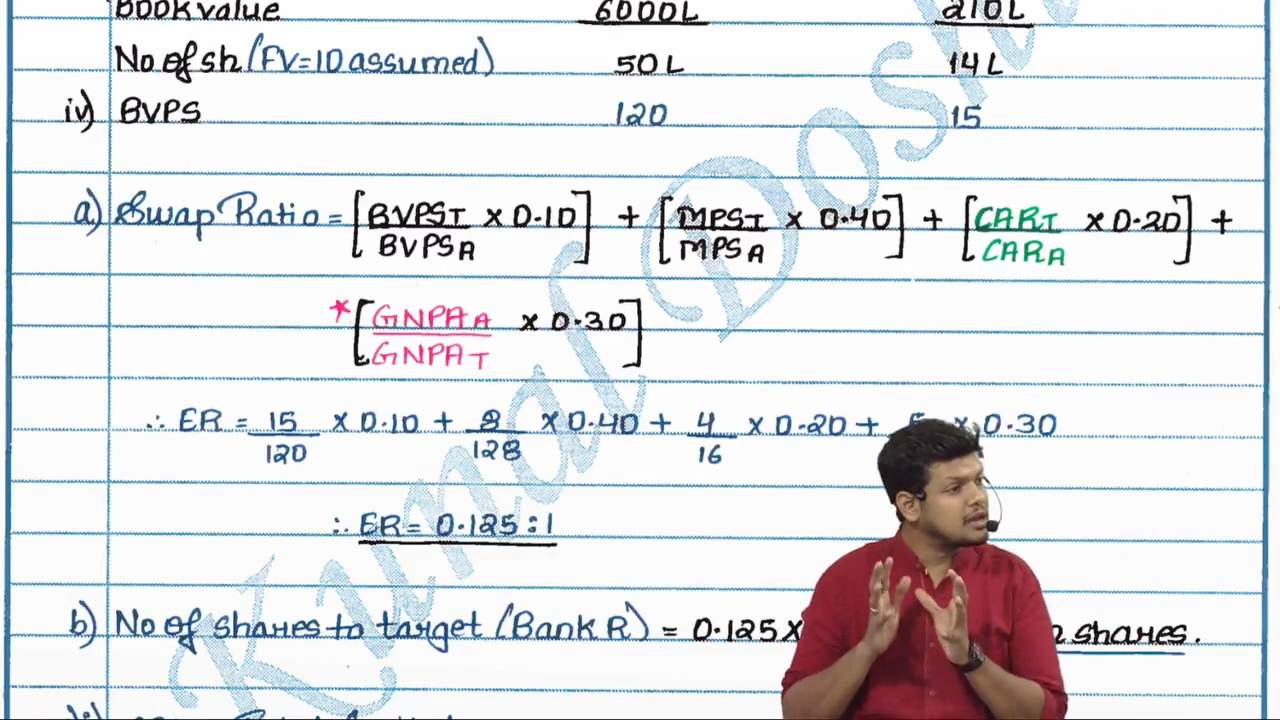 Book value 6000L 210L
No of sh (FV=10 assumed) 50L 14L
iv) BVPS 120 15
a) Swap Ratio = [BVPST/BVPSA × 0.10] + [MPST/MPSA × 0.40] + [CART/CARA × 0.20] +
*[GNPAA/GNPAT × 0.30]
∴ ER = 15/120 × 0.10 + 8/128 × 0.40 + 4/16 × 0.20 + × 0.30
∴ ER = 0.125 : 1
b) No of shares to target (Bank R) = 0.125 × shares.
Kunal Doshi